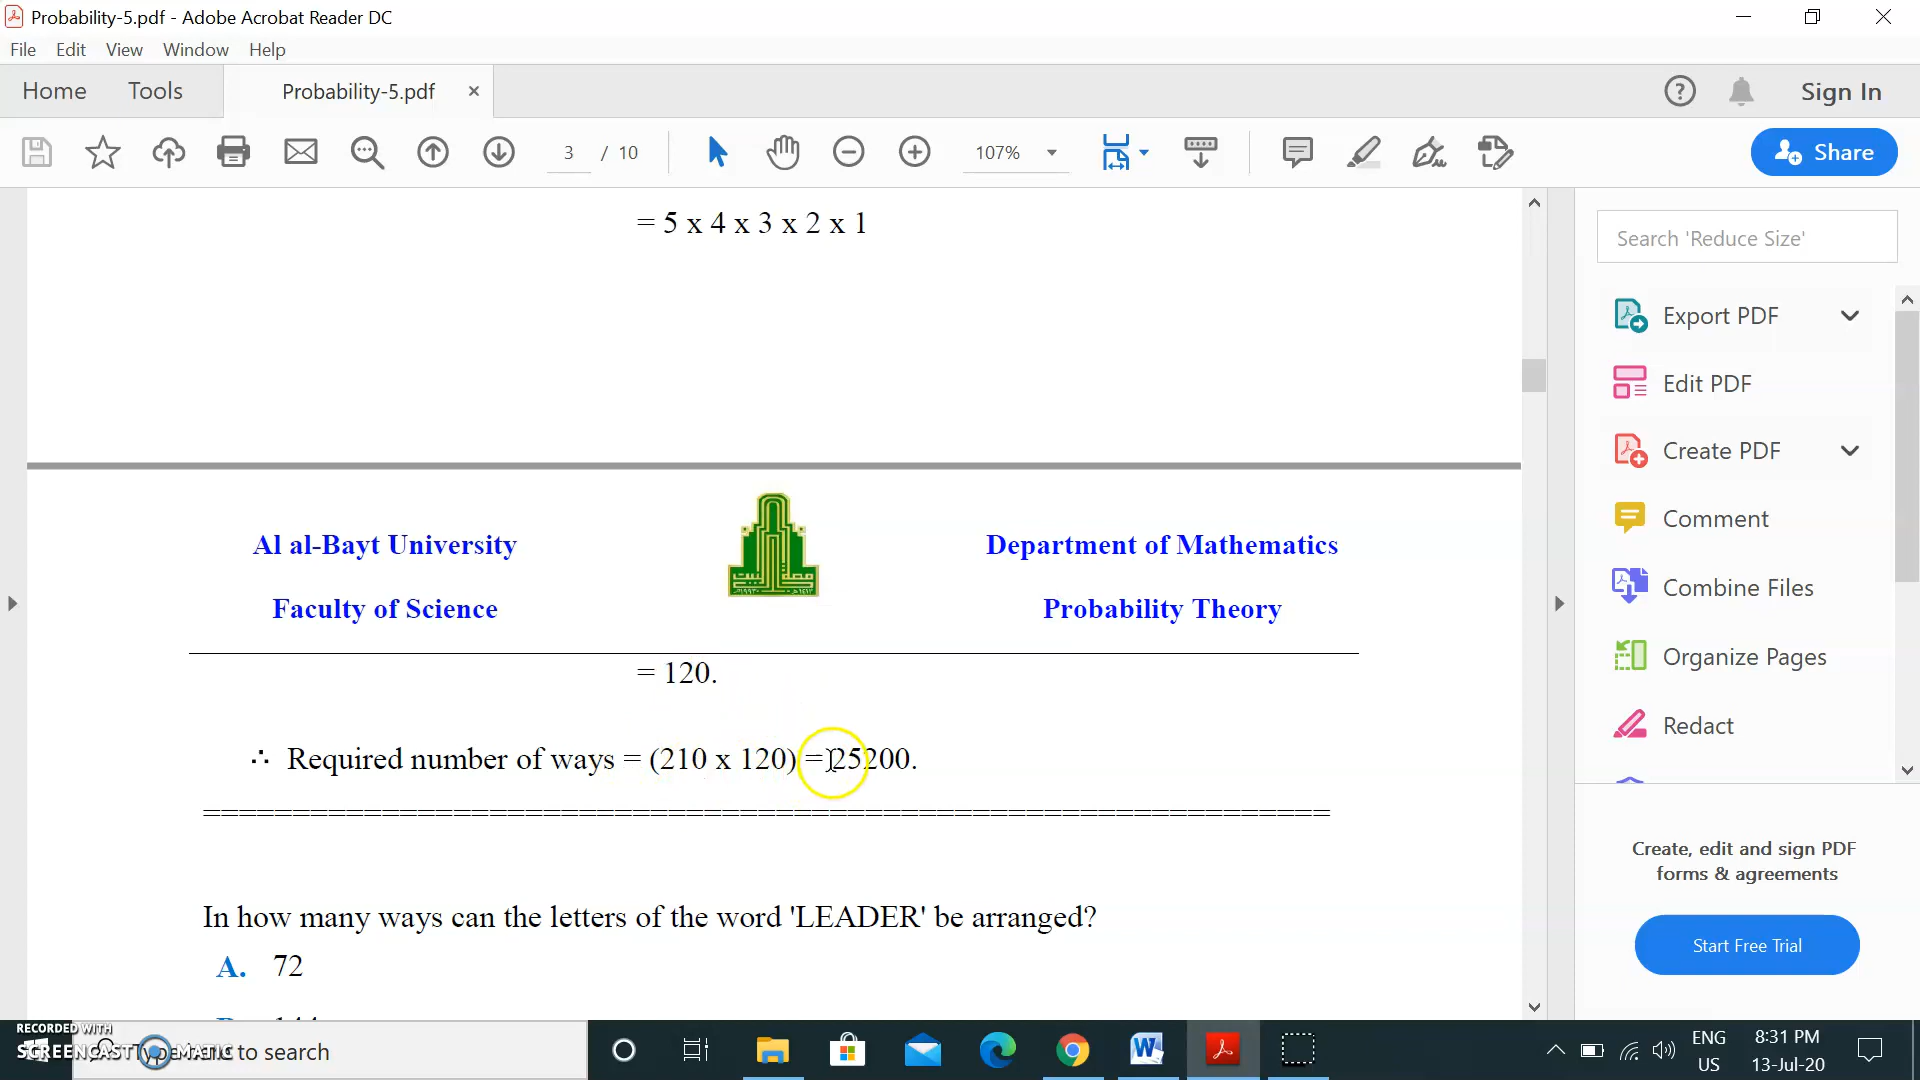 Probability-5.pdf - Adobe Acrobat Reader DC
File Edit View Window Help
Home Tools Probability-5.pdf × Sign In
3 / 10 107% Share
= 5 x 4 x 3 x 2 x 1
Search 'Reduce Size'
Export PDF
Edit PDF
Create PDF
Comment
Combine Files
Organize Pages
Redact
Al al-Bayt University Department of Mathematics
Faculty of Science Probability Theory
= 120.
∴ Required number of ways = (210 x 120) = 25200.
===============================================================
In how many ways can the letters of the word 'LEADER' be arranged?
A. 72
Create, edit and sign PDF
forms & agreements
Start Free Trial
RECORDED WITH
SCREENCAST MATIC
to search
ENG
US
8:31 PM
13-Jul-20